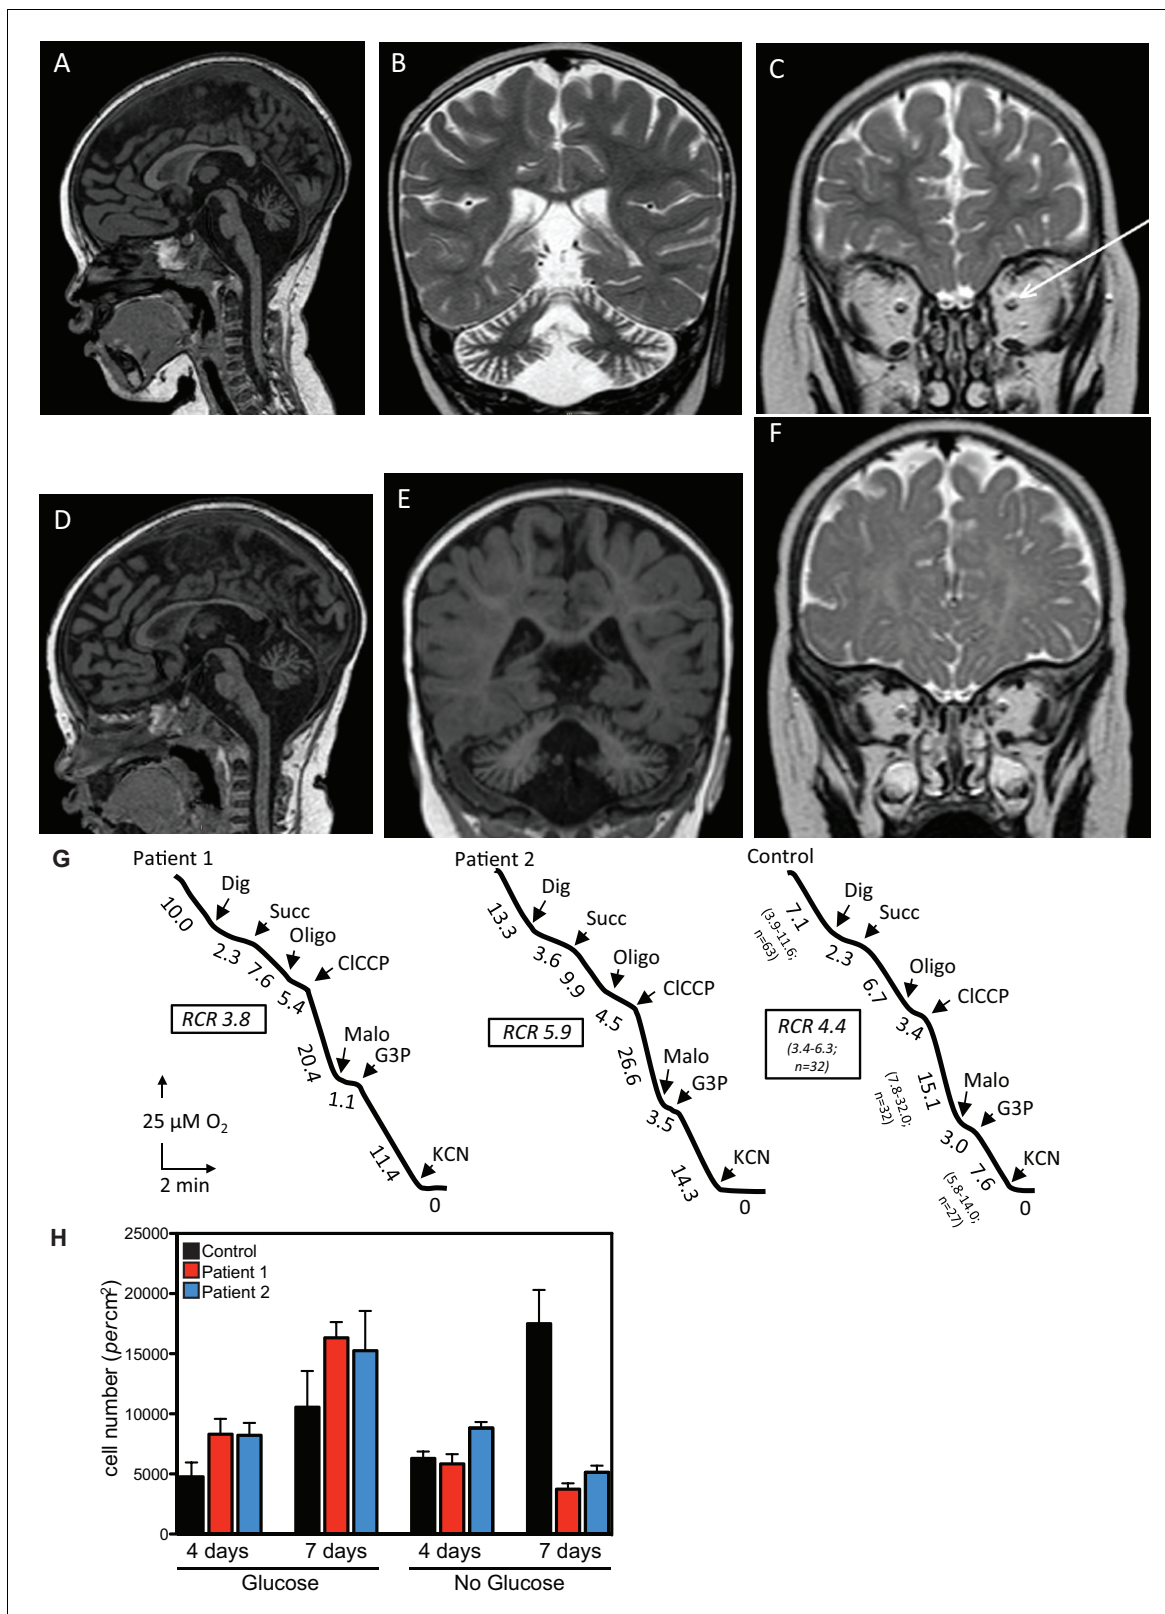 A
B
C
D
E
F
G
Patient 1
Dig
Succ
Oligo
ClCCP
Malo
G3P
KCN
10.0
2.3
7.6
5.4
20.4
1.1
11.4
0
RCR 3.8
25 µM O2
2 min
Patient 2
Dig
Succ
Oligo
ClCCP
Malo
G3P
KCN
13.3
3.6
9.9
4.5
26.6
3.5
14.3
0
RCR 5.9
Control
Dig
Succ
Oligo
ClCCP
Malo
G3P
KCN
7.1
(3.9-11.6;
n=63)
2.3
6.7
3.4
15.1
(7.8-32.0;
n=32)
3.0
7.6
(5.8-14.0;
n=27)
0
RCR 4.4
(3.4-6.3;
n=32)
H
cell number (percm2)
25000
20000
15000
10000
5000
0
Control
Patient 1
Patient 2
4 days
7 days
4 days
7 days
Glucose
No Glucose